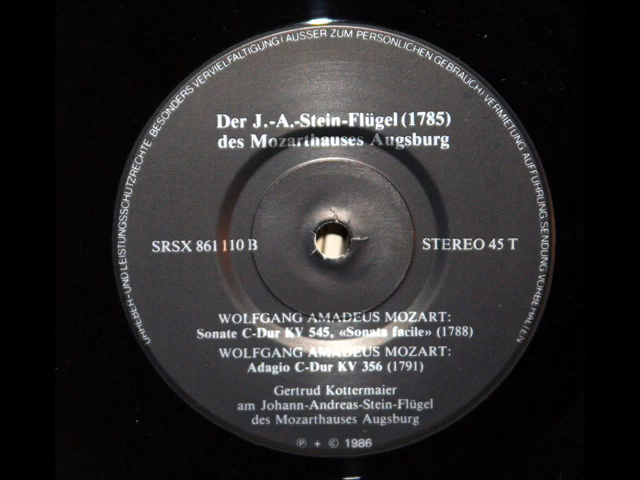 URHEBER- UND LEISTUNGSSCHUTZRECHTE BESONDERS VERVIELFÄLTIGUNG (AUSSER ZUM PERSÖNLICHEN GEBRAUCH) VERMIETUNG AUFFÜHRUNG SENDUNG VORBEHALTEN
Der J.-A.-Stein-Flügel (1785)
des Mozarthauses Augsburg
SRSX 861 110 B
STEREO 45 T
WOLFGANG AMADEUS MOZART:
Sonate C-Dur KV 545, «Sonata facile» (1788)
WOLFGANG AMADEUS MOZART:
Adagio C-Dur KV 356 (1791)
Gertrud Kottermaier
am Johann-Andreas-Stein-Flügel
des Mozarthauses Augsburg
℗ + © 1986